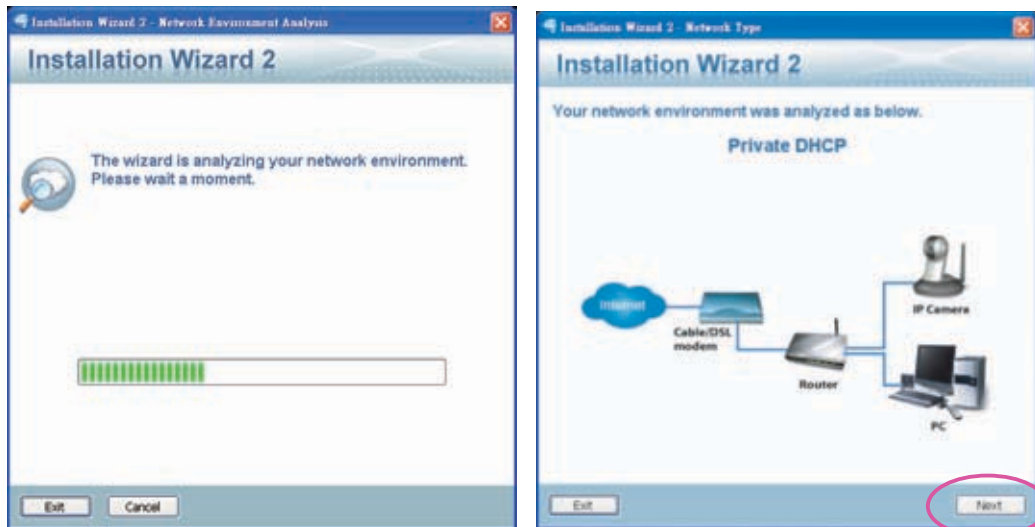 Installation Wizard 2 - Network Environment Analysis
Installation Wizard 2
The wizard is analyzing your network environment.
Please wait a moment.
Exit
Cancel
Installation Wizard 2 - Network Type
Installation Wizard 2
Your network environment was analyzed as below.
Private DHCP
Internet
Cable/DSL
modem
Router
IP Camera
PC
Exit
Next